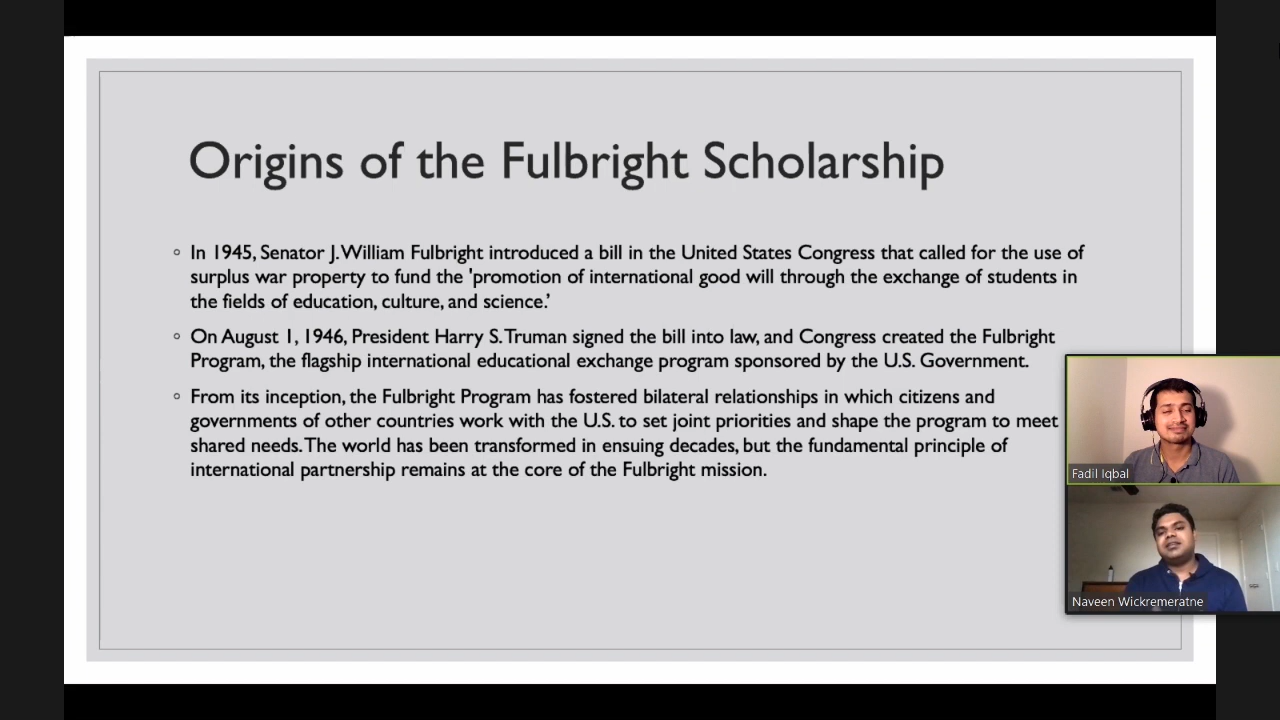 Origins of the Fulbright Scholarship
◦ In 1945, Senator J. William Fulbright introduced a bill in the United States Congress that called for the use of
surplus war property to fund the 'promotion of international good will through the exchange of students in
the fields of education, culture, and science.’
◦ On August 1, 1946, President Harry S. Truman signed the bill into law, and Congress created the Fulbright
Program, the flagship international educational exchange program sponsored by the U.S. Government.
◦ From its inception, the Fulbright Program has fostered bilateral relationships in which citizens and
governments of other countries work with the U.S. to set joint priorities and shape the program to meet
shared needs. The world has been transformed in ensuing decades, but the fundamental principle of
international partnership remains at the core of the Fulbright mission.
Fadil Iqbal
Naveen Wickremeratne